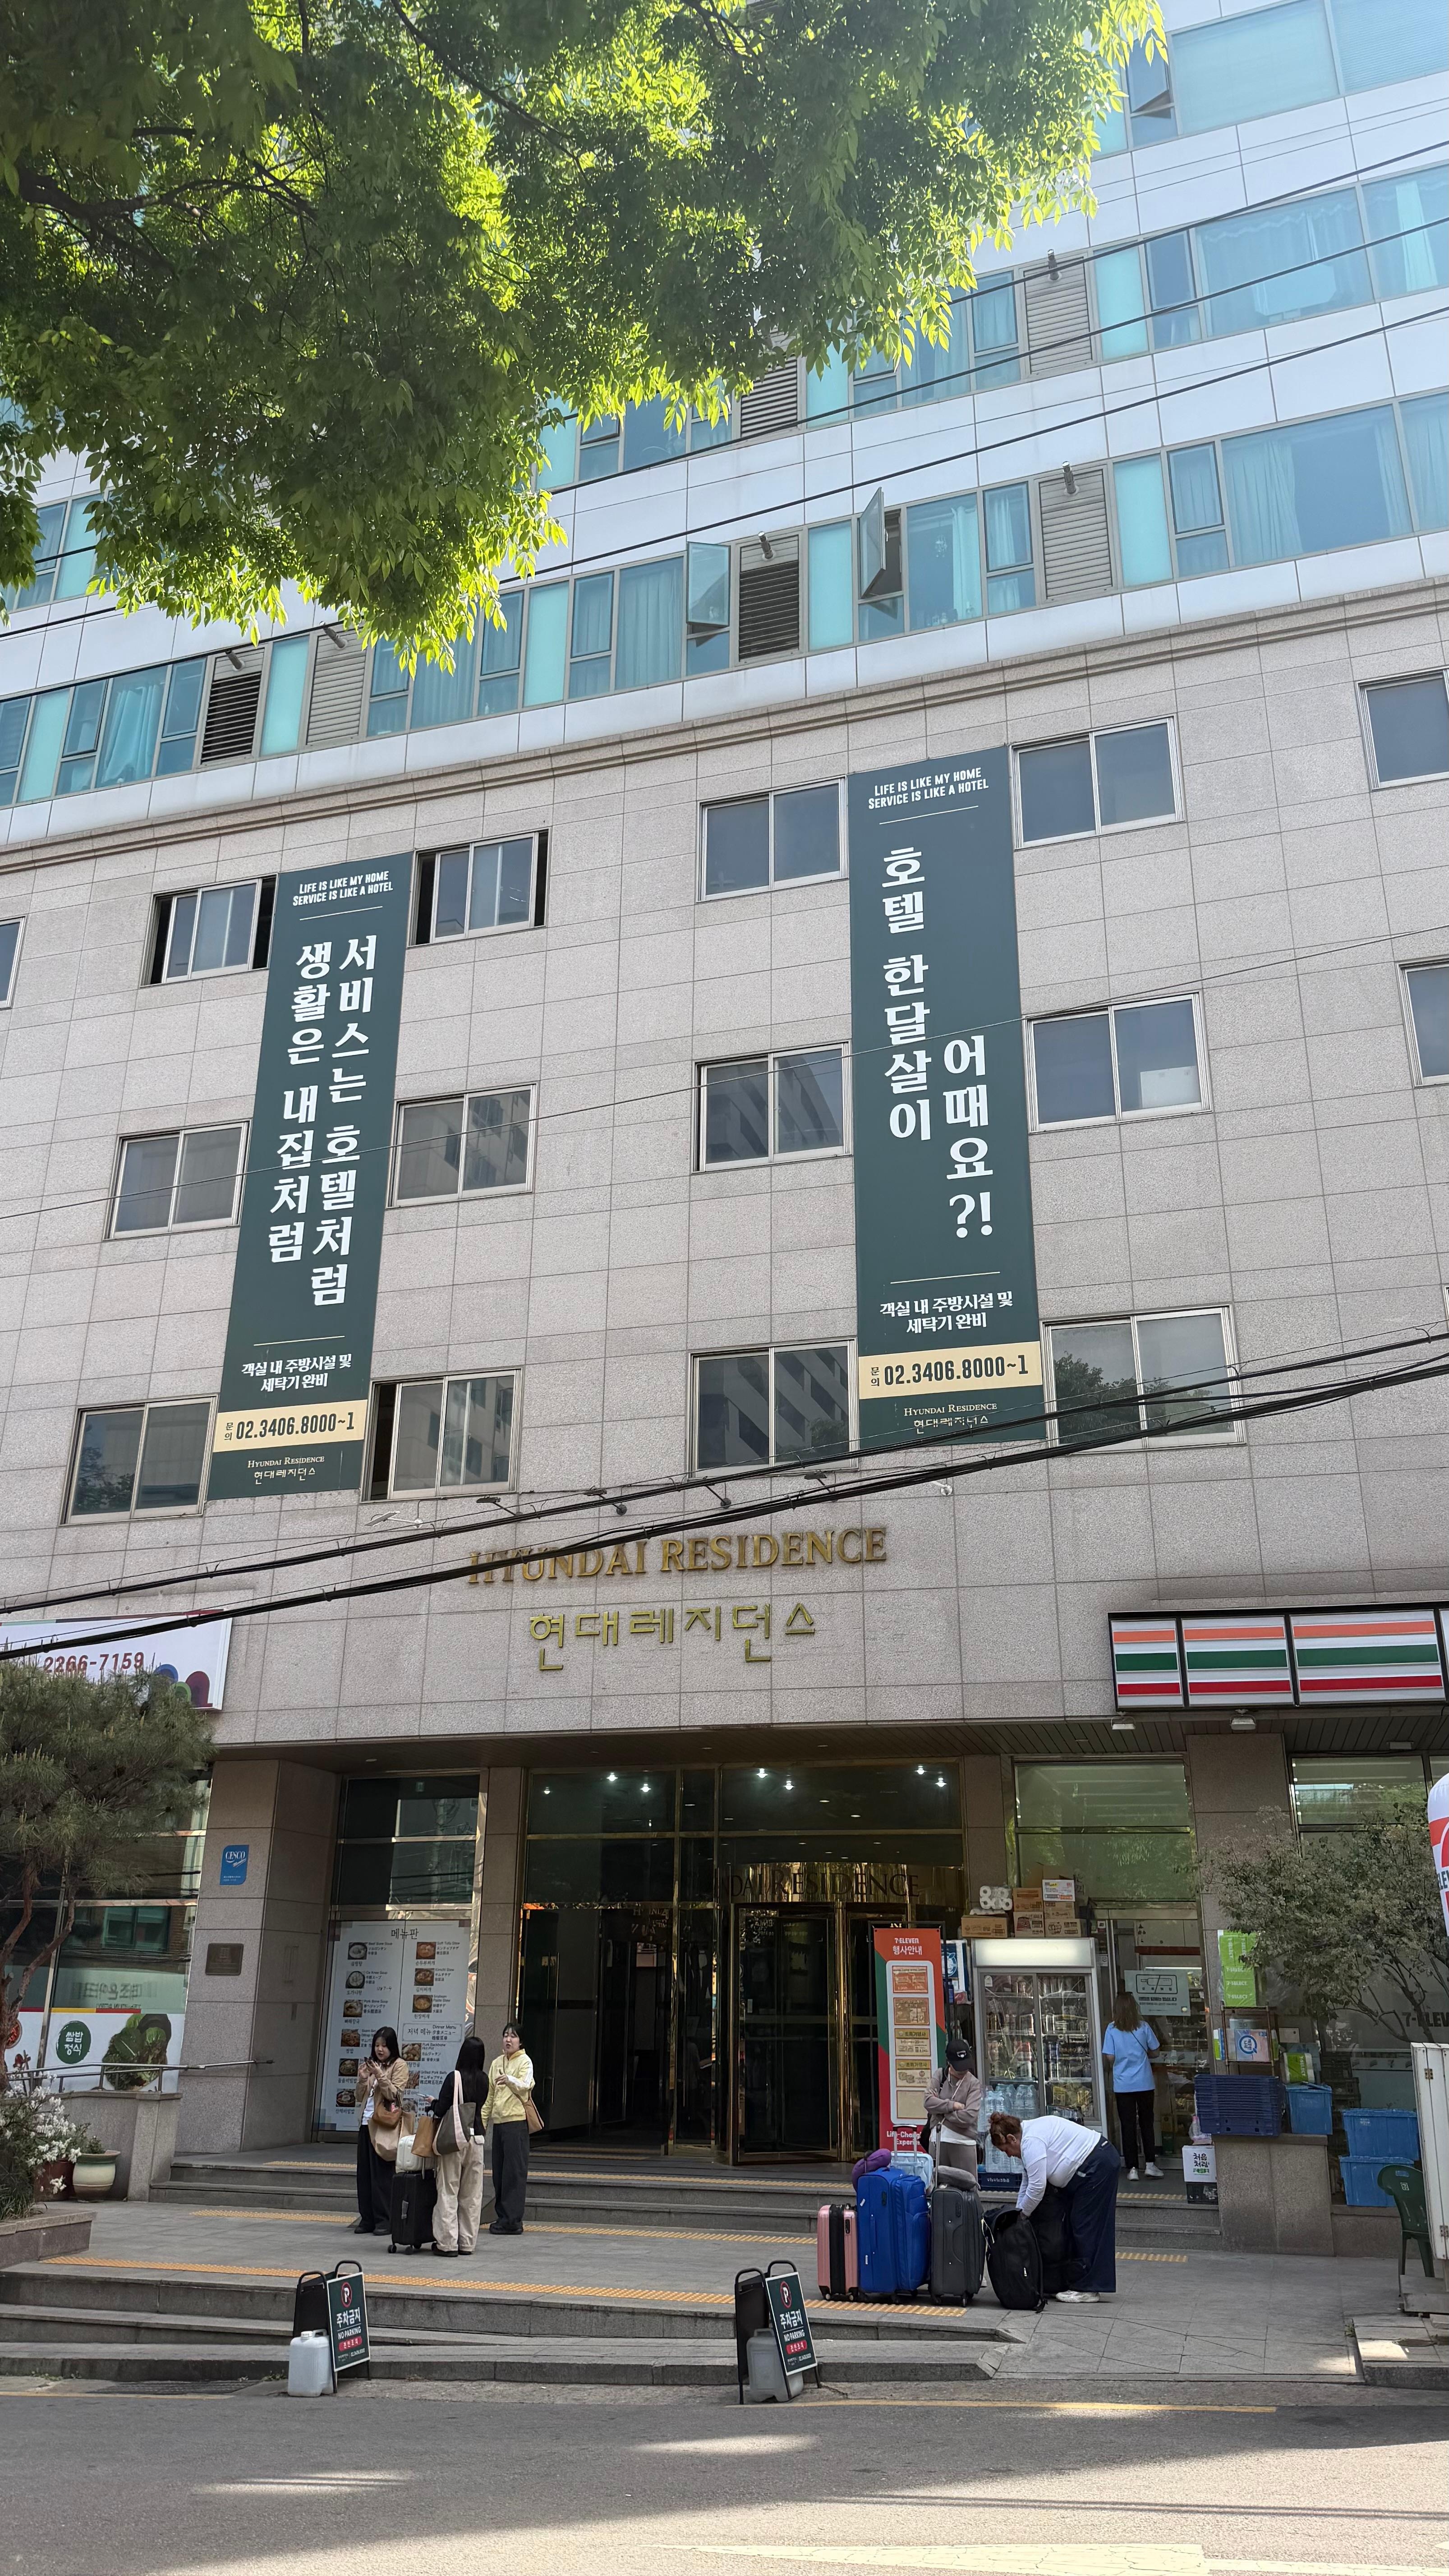 LIFE IS LIKE MY HOME
SERVICE IS LIKE A HOTEL
생활은 내집처럼
서비스는 호텔처럼
객실 내 주방시설 및
세탁기 완비
문의 02.3406.8000~1
HYUNDAI RESIDENCE
현대레지던스
LIFE IS LIKE MY HOME
SERVICE IS LIKE A HOTEL
호텔 한달살이
어때요?!
객실 내 주방시설 및
세탁기 완비
문의 02.3406.8000~1
HYUNDAI RESIDENCE
현대레지던스
HYUNDAI RESIDENCE
현대레지던스
2266-7159
CESCO
메뉴판
쌈밥
정식
RESIDENCE
7-ELEVEN
행사안내
주차금지
NO PARKING
주차금지
NO PARKING